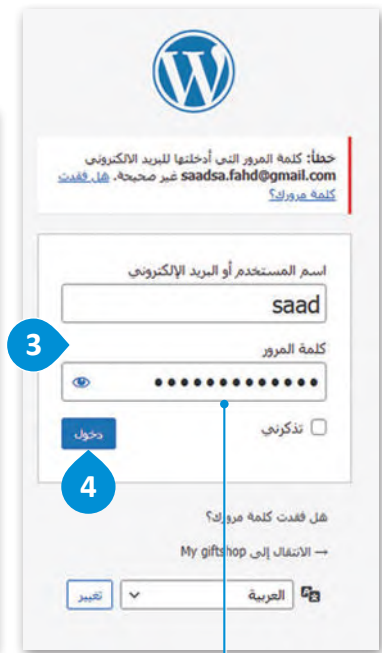 خطأ: كلمة المرور التي أدخلتها للبريد الالكتروني
saadsa.fahd@gmail.com غير صحيحة. هل فقدت
كلمة مرورك؟
اسم المستخدم أو البريد الإلكتروني
saad
3
كلمة المرور
•••••••••••••
تذكرني
دخول
4
هل فقدت كلمة مرورك؟
→ الانتقال إلى My giftshop
العربية
تغيير